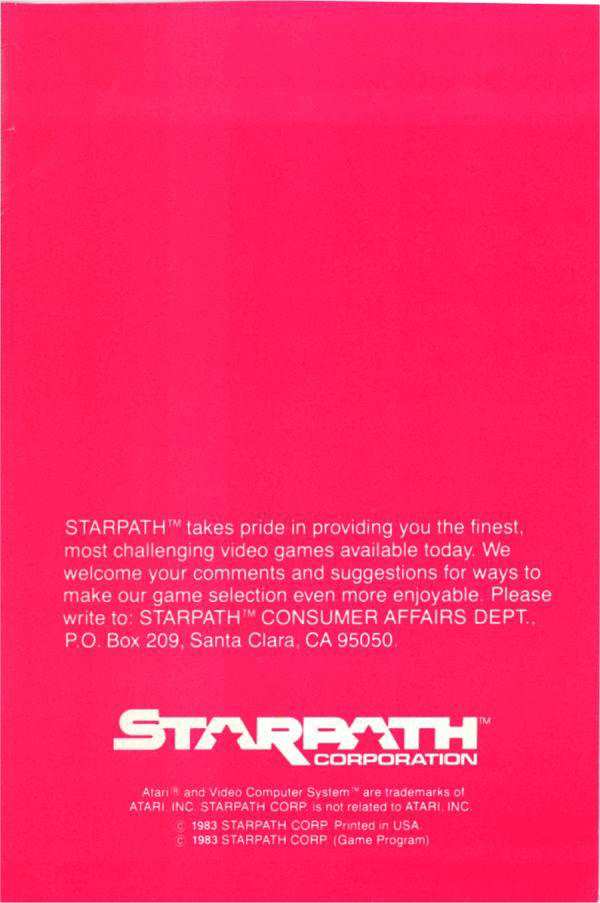 STARPATH™ takes pride in providing you the finest,
most challenging video games available today. We
welcome your comments and suggestions for ways to
make our game selection even more enjoyable. Please
write to: STARPATH™ CONSUMER AFFAIRS DEPT.,
P.O. Box 209, Santa Clara, CA 95050.
STARPATH™
CORPORATION
Atari® and Video Computer System™ are trademarks of
ATARI, INC. STARPATH CORP. is not related to ATARI, INC.
© 1983 STARPATH CORP. Printed in USA.
© 1983 STARPATH CORP. (Game Program)